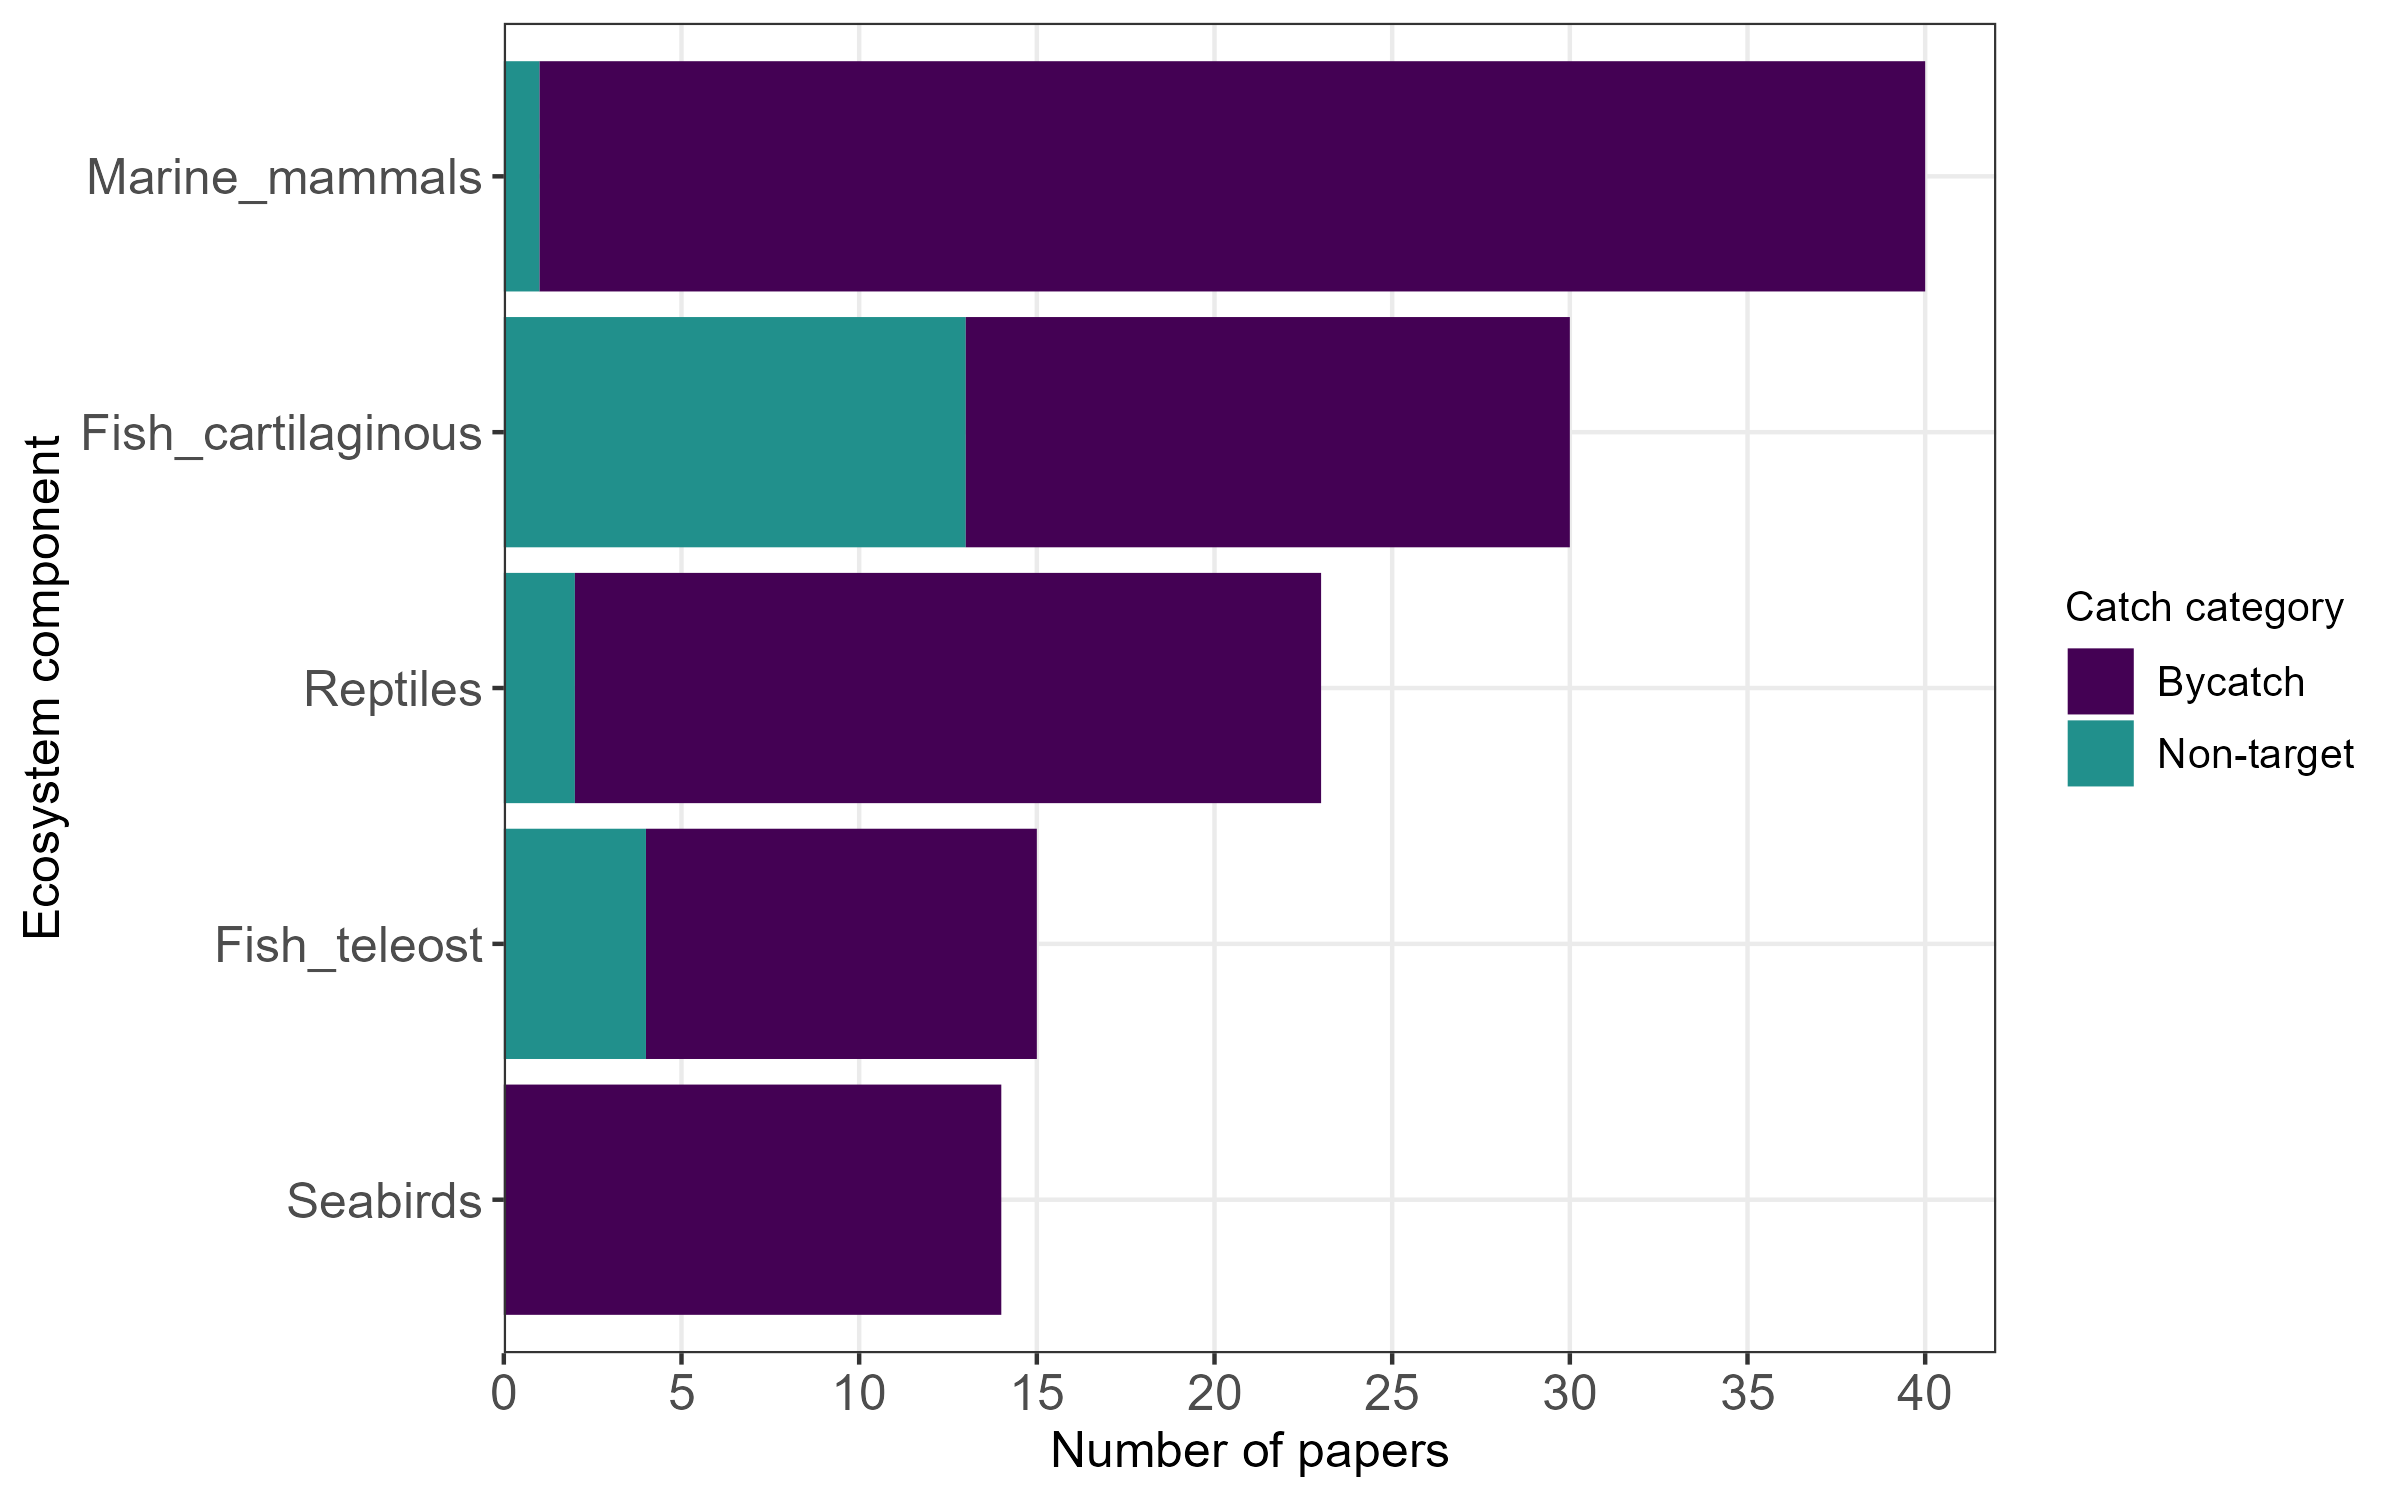 Ecosystem component
Marine_mammals
Fish_cartilaginous
Reptiles
Fish_teleost
Seabirds
0 5 10 15 20 25 30 35 40
Number of papers
Catch category
Bycatch
Non-target